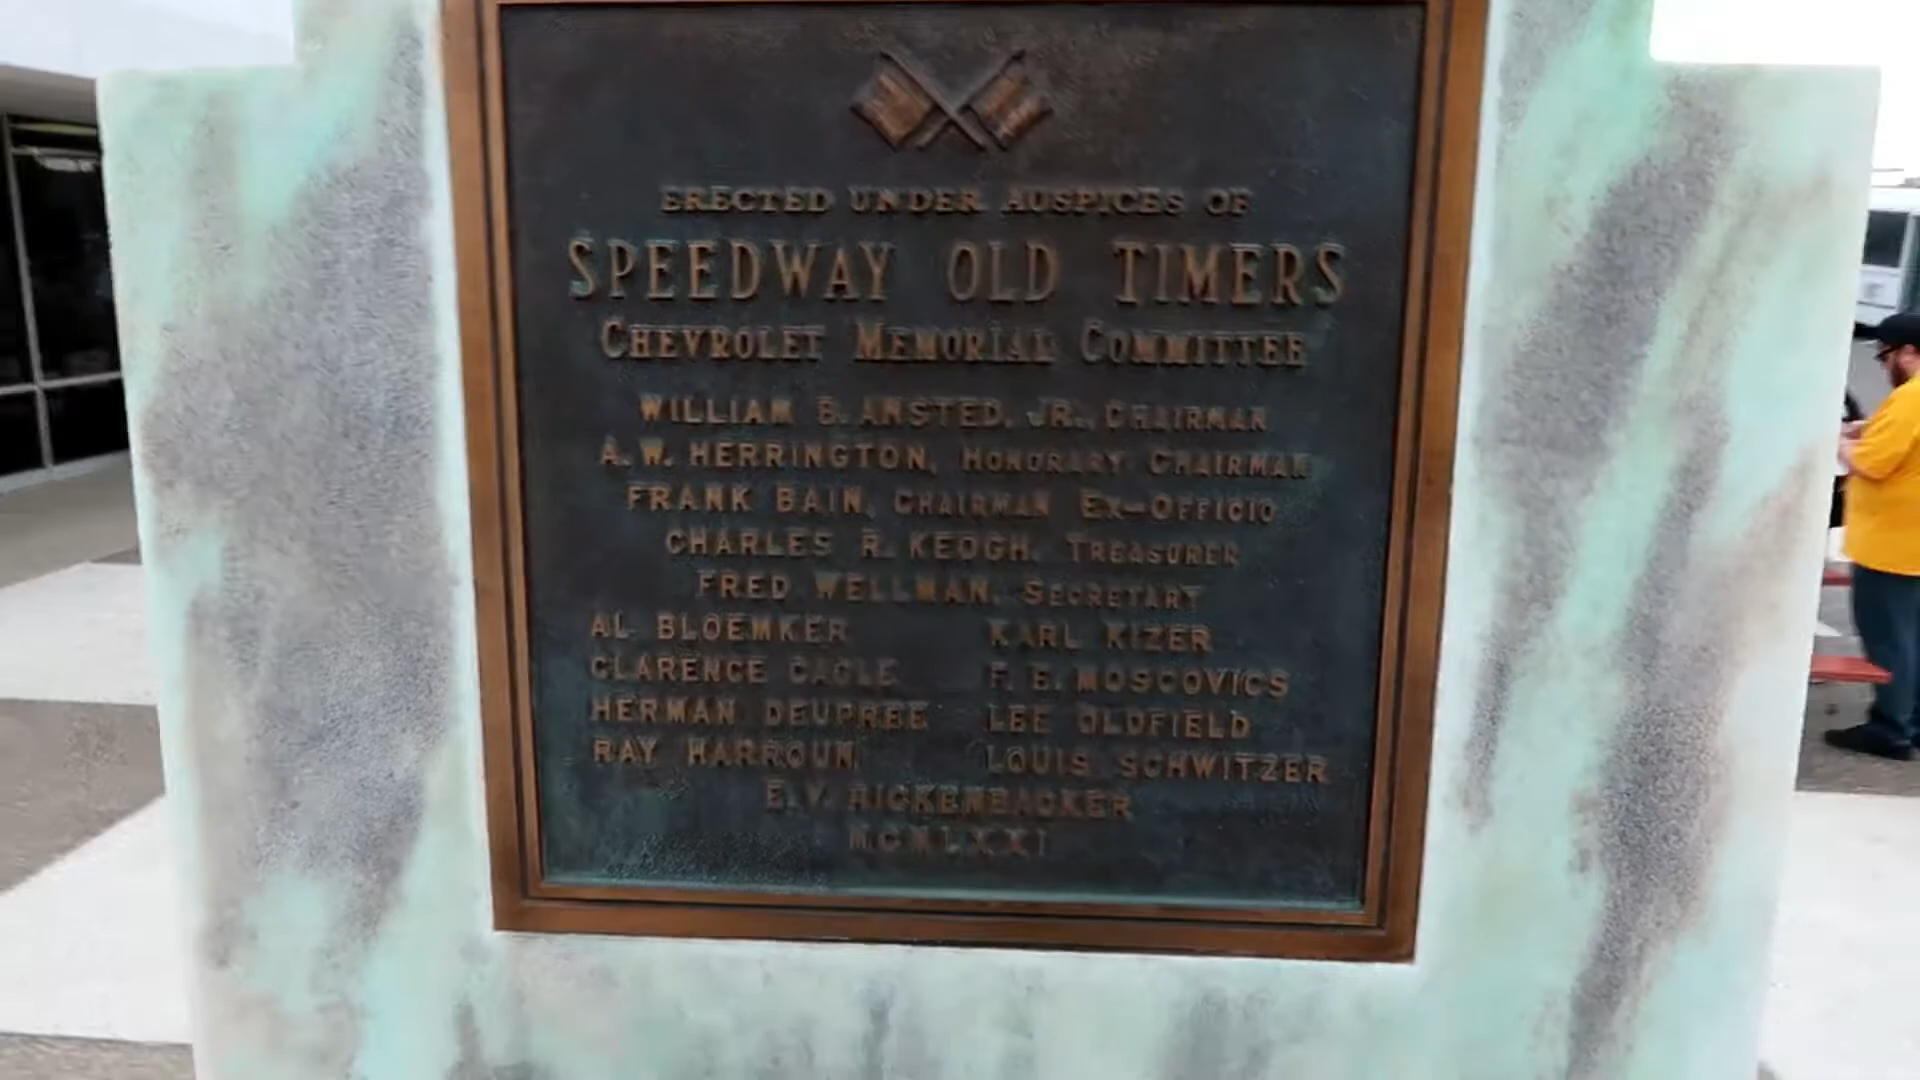 ERECTED UNDER AUSPICES OF
SPEEDWAY OLD TIMERS
CHEVROLET MEMORIAL COMMITTEE
WILLIAM B. ANSTED, JR., CHAIRMAN
A. W. HERRINGTON, HONORARY CHAIRMAN
FRANK BAIN, CHAIRMAN EX-OFFICIO
CHARLES R. KEOGH, TREASURER
FRED WELLMAN, SECRETARY
AL BLOEMKER KARL KIZER
CLARENCE CAGLE F. E. MOSCOVICS
HERMAN DEUPREE LEE OLDFIELD
RAY HARROUN LOUIS SCHWITZER
E. V. RICKENBACKER
MCMLXXI